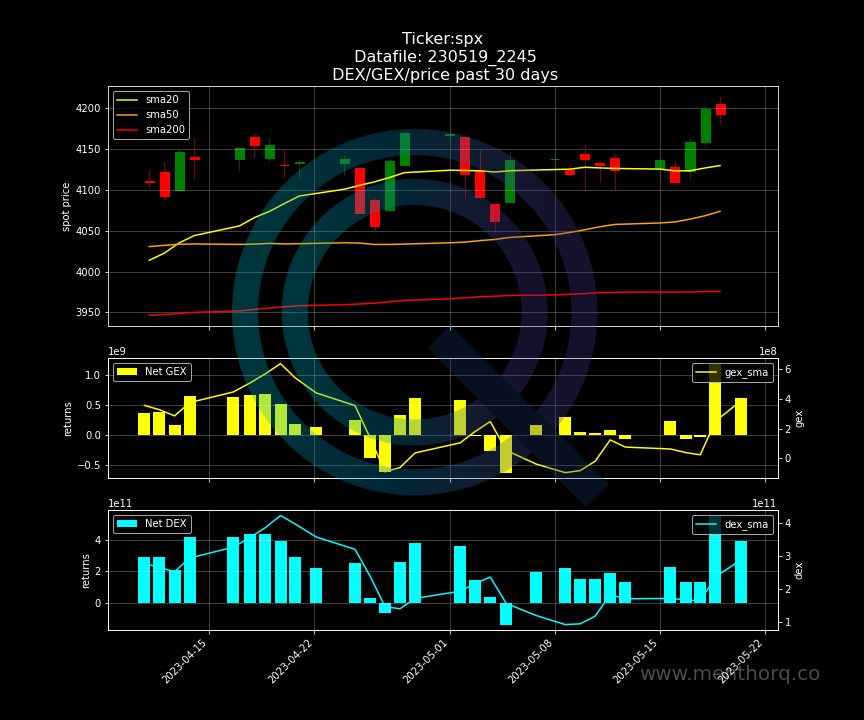 Ticker:spx
Datafile: 230519_2245
DEX/GEX/price past 30 days
sma20
sma50
sma200
4200
4150
4100
4050
4000
3950
spot price
1e9
1e8
Net GEX
gex_sma
1.0
0.5
0.0
−0.5
returns
6
4
2
0
gex
1e11
1e11
Net DEX
dex_sma
4
2
0
returns
4
3
2
1
dex
2023-04-15
2023-04-22
2023-05-01
2023-05-08
2023-05-15
2023-05-22
www.menthorq.co